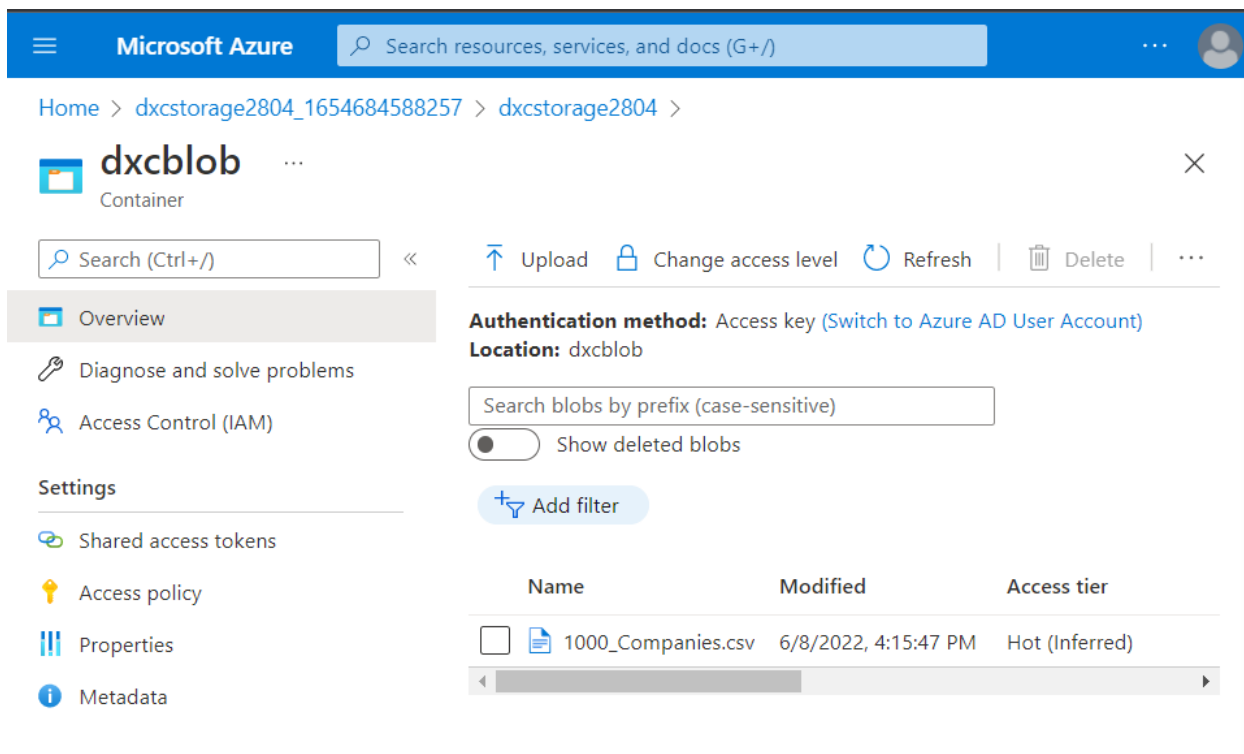 Microsoft Azure
Search resources, services, and docs (G+/)
...
Home > dxcstorage2804_1654684588257 > dxcstorage2804 >
dxcblob ...
Container
Search (Ctrl+/)
«
Overview
Diagnose and solve problems
Access Control (IAM)
Settings
Shared access tokens
Access policy
Properties
Metadata
Upload Change access level Refresh Delete ...
Authentication method: Access key (Switch to Azure AD User Account)
Location: dxcblob
Search blobs by prefix (case-sensitive)
Show deleted blobs
Add filter
Name Modified Access tier
1000_Companies.csv 6/8/2022, 4:15:47 PM Hot (Inferred)